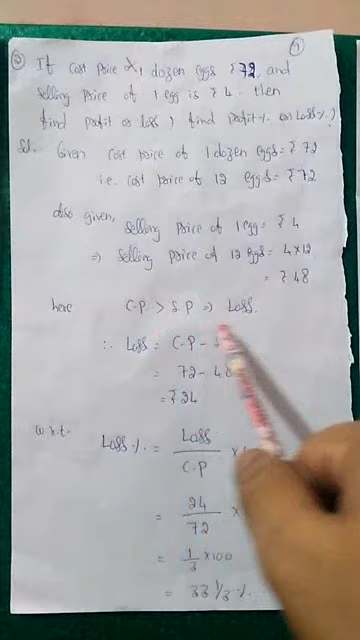 (9)
③ If cost price of 1 dozen eggs ₹72, and
selling price of 1 egg is ₹4. then
find profit or loss, find profit% or Loss%?
Sol. Given cost price of 1 dozen eggs = ₹72
i.e. cost price of 12 eggs = ₹72
also given, selling price of 1 egg = ₹4
⇒ selling price of 12 eggs = 4×12
= ₹48
here C.P > S.P ⇒ Loss.
∴ Loss = C.P -
= 72 - 48
= ₹24
w.k.t. Loss% = Loss/C.P ×
= 24/72 ×
= 1/3 ×100
= 33 1/3 %.